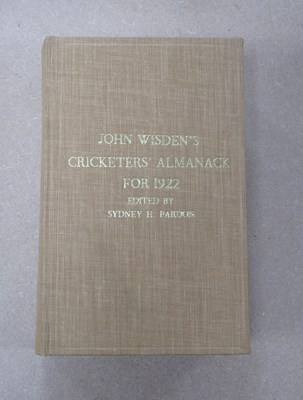 JOHN WISDEN'S
CRICKETERS' ALMANACK
FOR 1922
EDITED BY
SYDNEY H. PARDON